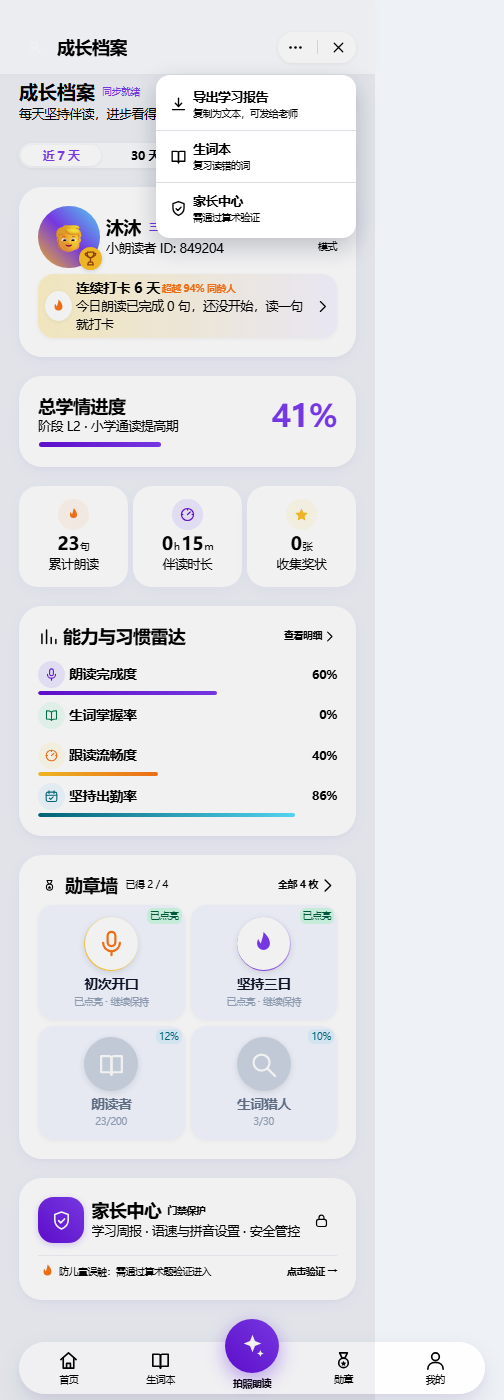 成长档案
成长档案 同步就绪
每天坚持伴读，进步看得
导出学习报告
复制为文本，可发给老师
生词本
复习读错的词
家长中心
需通过算术验证
近 7 天
30 天
沐沐
小朗读者 ID: 849204
模式
连续打卡 6 天 超越 94% 同龄人
今日朗读已完成 0 句，还没开始，读一句
就打卡
总学情进度
阶段 L2 · 小学通读提高期
41%
23句
累计朗读
0h15m
伴读时长
0张
收集奖状
能力与习惯雷达
查看明细
朗读完成度
60%
生词掌握率
0%
跟读流畅度
40%
坚持出勤率
86%
勋章墙 已得 2 / 4
全部 4 枚
已点亮
初次开口
已点亮 · 继续保持
已点亮
坚持三日
已点亮 · 继续保持
12%
朗读者
23/200
10%
生词猎人
3/30
家长中心 门禁保护
学习周报 · 语速与拼音设置 · 安全管控
防儿童误触：需通过算术题验证进入
点击验证 →
首页
生词本
拍照朗读
勋章
我的